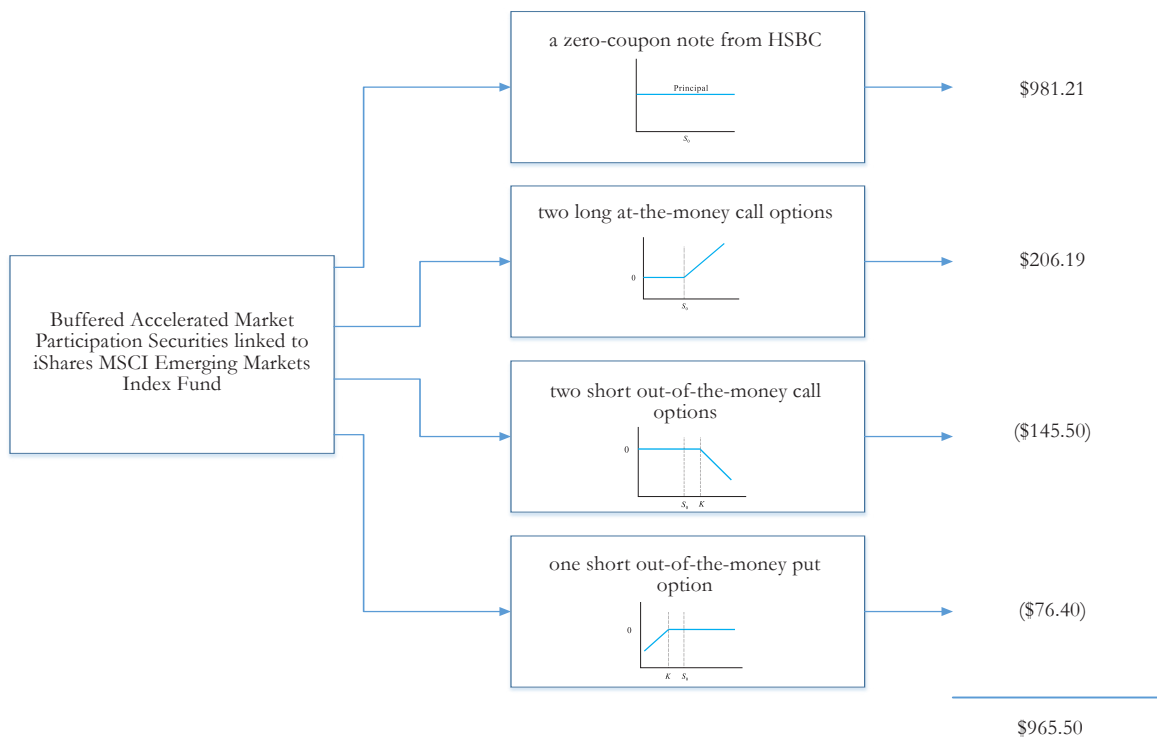 a zero-coupon note from HSBC
Principal
S₀
$981.21
two long at-the-money call options
0
S₀
$206.19
Buffered Accelerated Market
Participation Securities linked to
iShares MSCI Emerging Markets
Index Fund
two short out-of-the-money call
options
0
S₀ K
($145.50)
one short out-of-the-money put
option
0
K S₀
($76.40)
$965.50